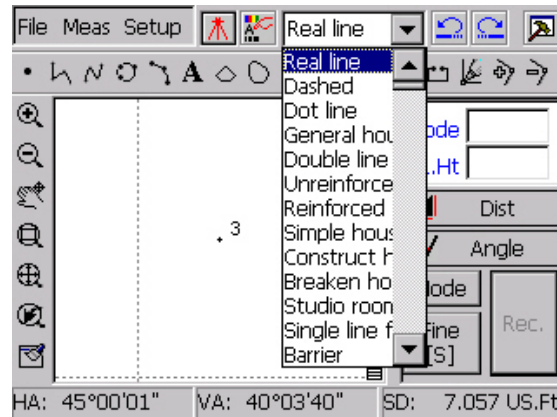 File Meas Setup Real line
Real line
Dashed
Dot line
General hou
Double line
Unreinforce
Reinforced
Simple hous
Construct h
Breaken ho
Studio room
Single line f
Barrier
A
ode
.Ht
Dist
Angle
lode
Fine
[S]
Rec.
3
HA: 45°00'01" VA: 40°03'40" SD: 7.057 US.Ft